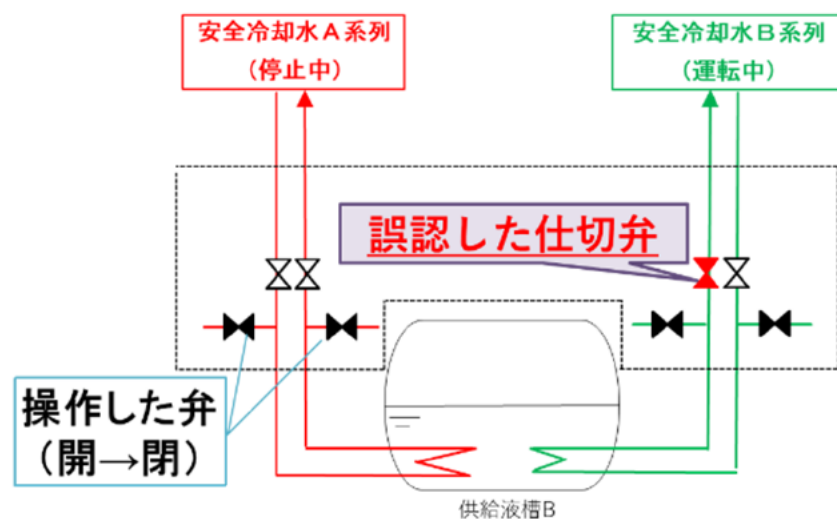 安全冷却水A系列
(停止中)
安全冷却水B系列
(運転中)
誤認した仕切弁
操作した弁
(開→閉)
供給液槽B